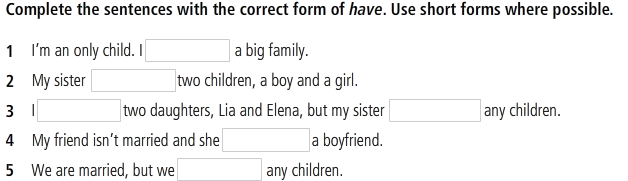 Complete the sentences with the correct form of have. Use short forms where possible.
1 I'm an only child. I a big family.
2 My sister two children, a boy and a girl.
3 I two daughters, Lia and Elena, but my sister any children.
4 My friend isn't married and she a boyfriend.
5 We are married, but we any children.